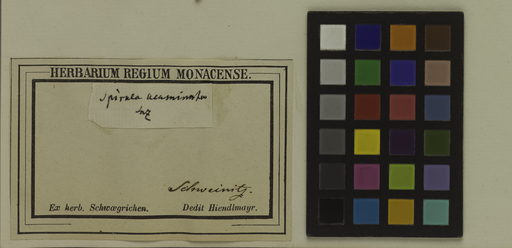 HERBARIUM REGIUM MONACENSE.
Spiraea acuminata
Schweinitz.
Ex herb. Schwægrichen. Dedit Hiendlmayr.